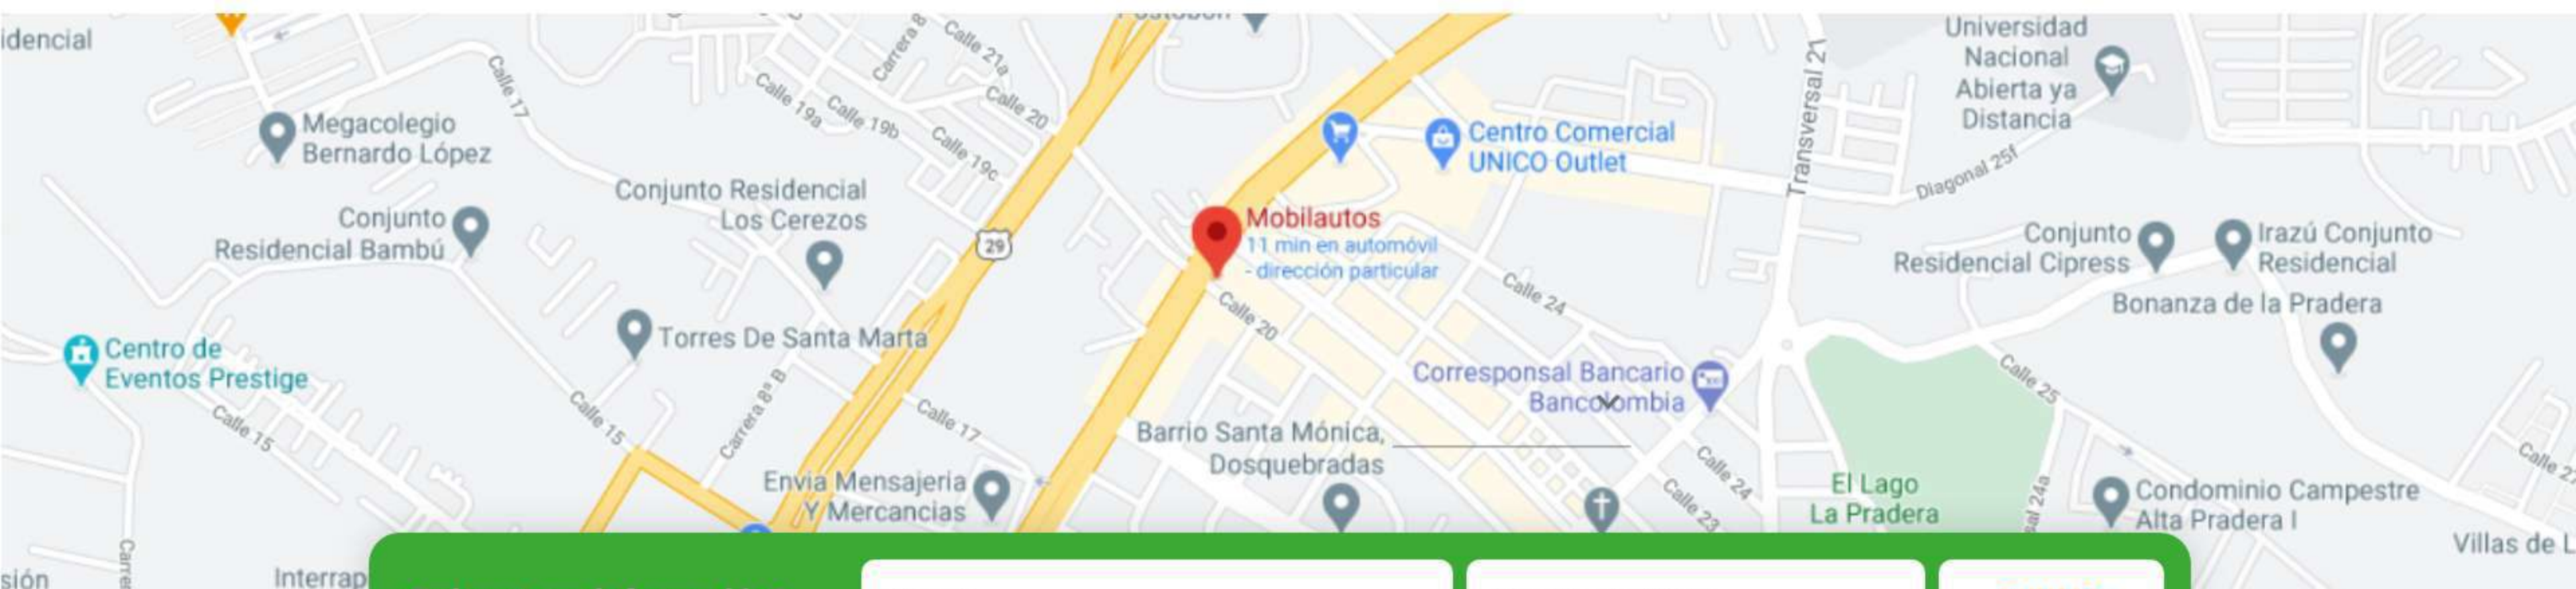 Postobón
idencial
Universidad
Nacional
Abierta ya
Distancia
Calle 21a
Carrera 8
Calle 17
Calle 19a
Calle 19b
Calle 20
Calle 19c
Transversal 21
Megacolegio
Bernardo López
Centro Comercial
UNICO Outlet
Diagonal 25f
Conjunto Residencial
Los Cerezos
Conjunto
Residencial Bambú
29
Mobilautos
11 min en automóvil
- dirección particular
Conjunto
Residencial Cipress
Irazú Conjunto
Residencial
Calle 24
Calle 20
Bonanza de la Pradera
Torres De Santa Marta
Centro de
Eventos Prestige
Corresponsal Bancario
Bancolombia
Calle 25
Carrera 8ª B
Calle 15
Calle 15
Calle 17
Barrio Santa Mónica,
Dosquebradas
Envia Mensajeria
Y Mercancias
Calle 24
Calle 23
El Lago
La Pradera
sal 24a
Condominio Campestre
Alta Pradera I
Calle 27
Villas de L
Carrer
sión
Interrap